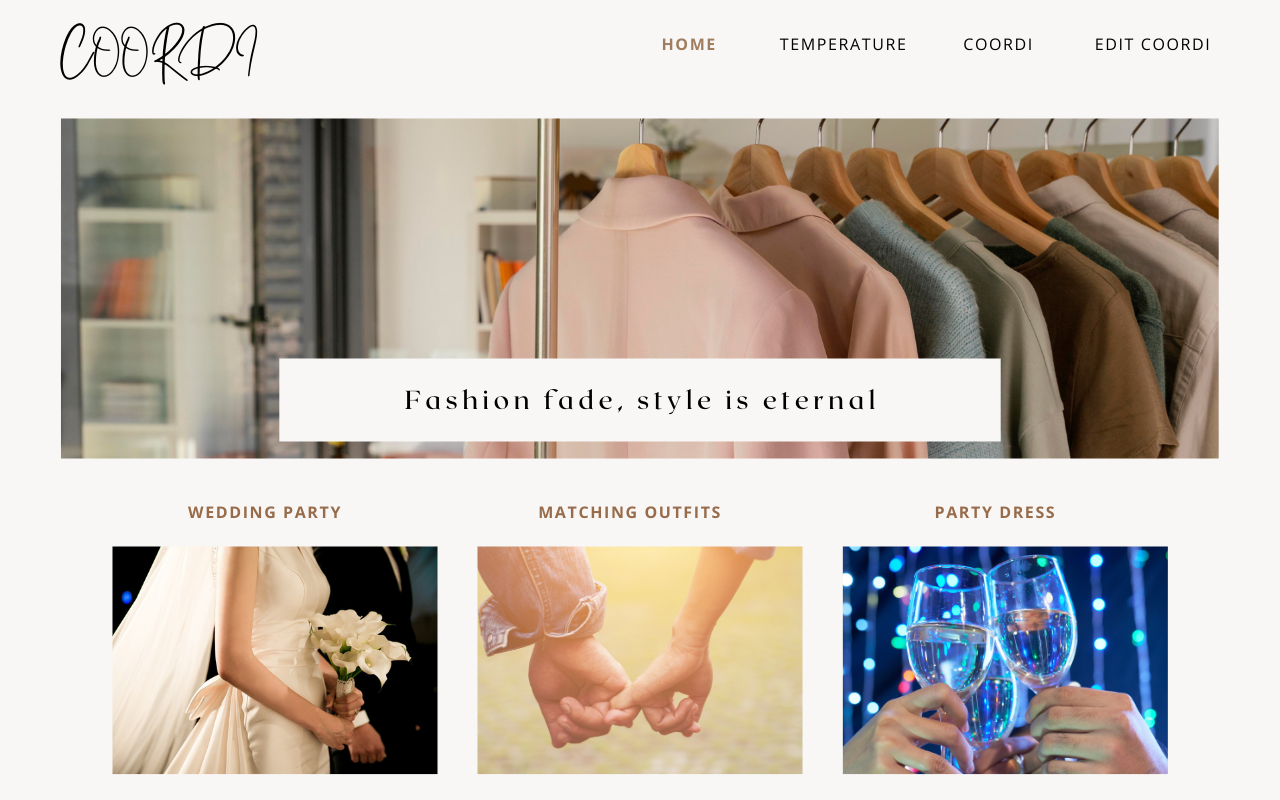 COORDI
HOME TEMPERATURE COORDI EDIT COORDI
Fashion fade, style is eternal
WEDDING PARTY MATCHING OUTFITS PARTY DRESS